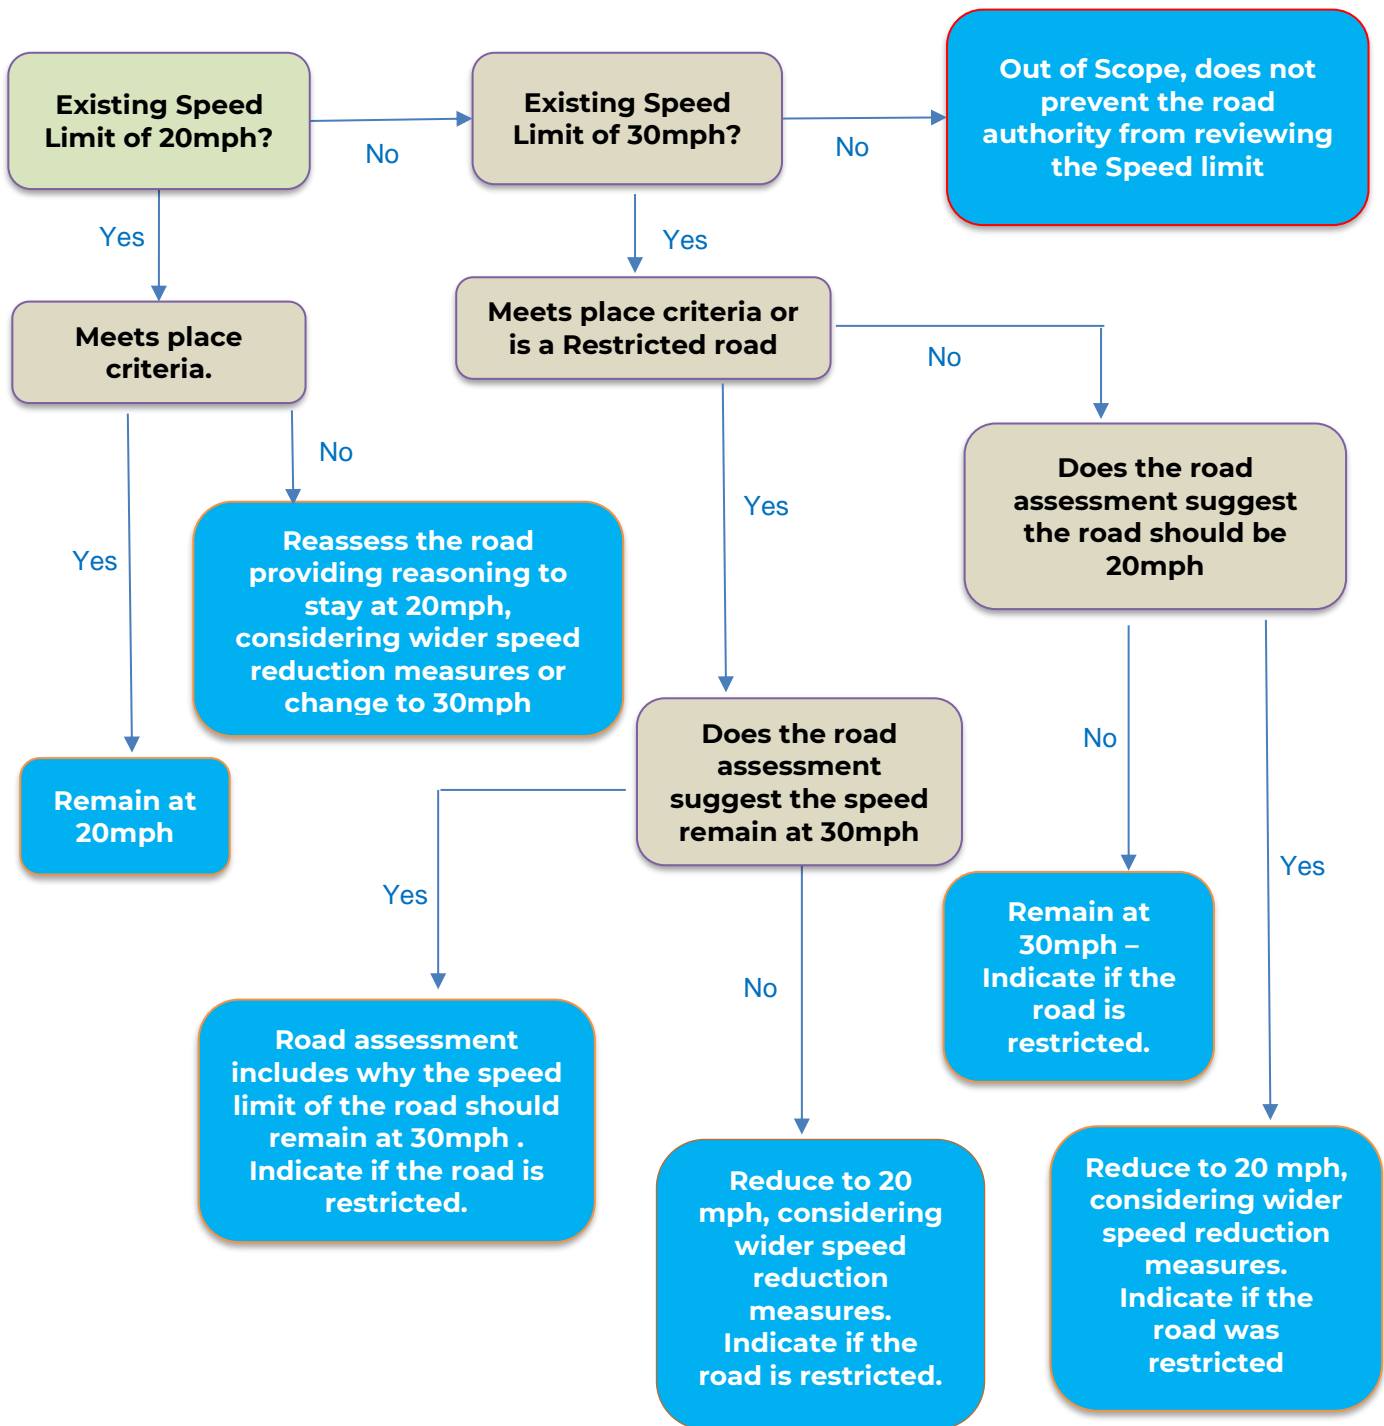 Existing Speed
Limit of 20mph?
No
Existing Speed
Limit of 30mph?
No
Out of Scope, does not
prevent the road
authority from reviewing
the Speed limit
Yes
Yes
Meets place
criteria.
Meets place criteria or
is a Restricted road
No
No
Yes
Yes
Does the road
assessment suggest
the road should be
20mph
Reassess the road
providing reasoning to
stay at 20mph,
considering wider speed
reduction measures or
change to 30mph
Remain at
20mph
Does the road
assessment
suggest the speed
remain at 30mph
No
Yes
Yes
No
Remain at
30mph –
Indicate if the
road is
restricted.
Road assessment
includes why the speed
limit of the road should
remain at 30mph .
Indicate if the road is
restricted.
Reduce to 20
mph, considering
wider speed
reduction
measures.
Indicate if the
road is restricted.
Reduce to 20 mph,
considering wider
speed reduction
measures.
Indicate if the
road was
restricted